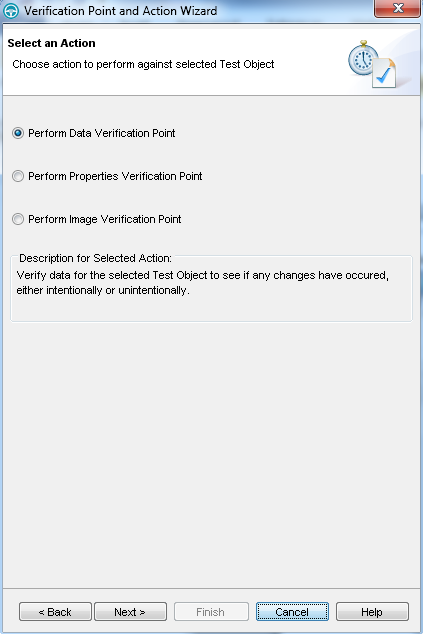 Verification Point and Action Wizard
X
Select an Action
Choose action to perform against selected Test Object
Perform Data Verification Point
Perform Properties Verification Point
Perform Image Verification Point
Description for Selected Action:
Verify data for the selected Test Object to see if any changes have occured,
either intentionally or unintentionally.
< Back Next > Finish Cancel Help